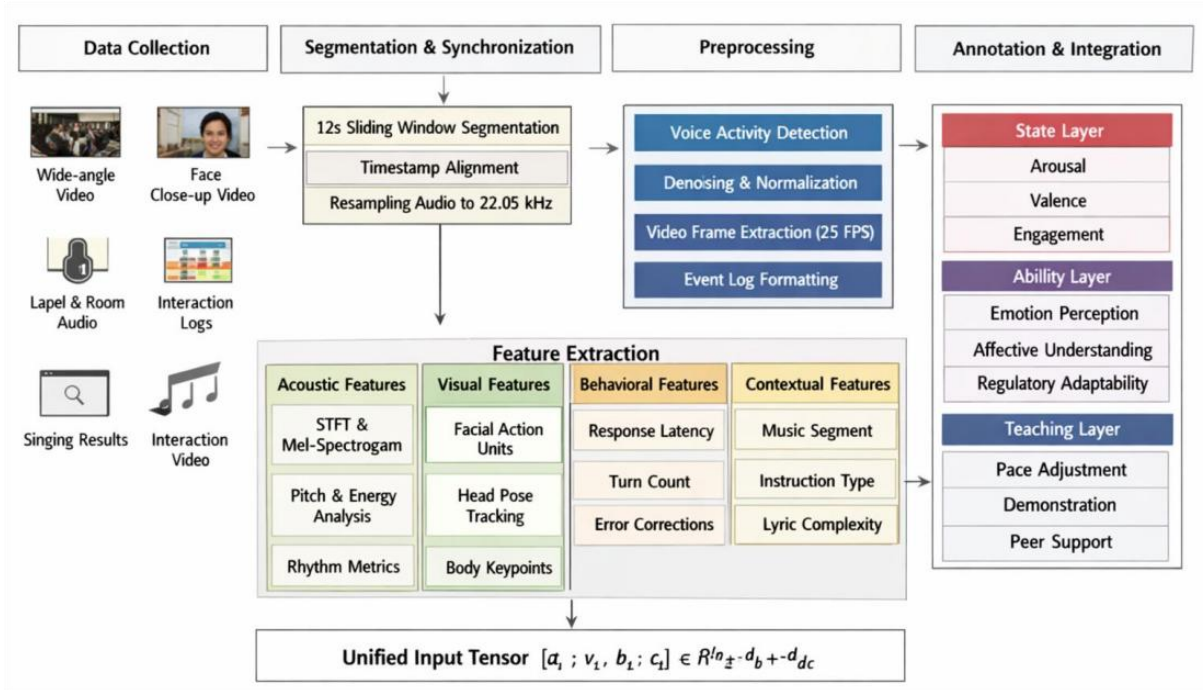 Data Collection
Segmentation & Synchronization
Preprocessing
Annotation & Integration
Wide-angle
Video
Face
Close-up Video
Lapel & Room
Audio
Interaction
Logs
Singing Results
Interaction
Video
12s Sliding Window Segmentation
Timestamp Alignment
Resampling Audio to 22.05 kHz
Voice Activity Detection
Denoising & Normalization
Video Frame Extraction (25 FPS)
Event Log Formatting
State Layer
Arousal
Valence
Engagement
Abillity Layer
Emotion Perception
Affective Understanding
Regulatory Adaptability
Teaching Layer
Pace Adjustment
Demonstration
Peer Support
Feature Extraction
Acoustic Features
STFT &
Mel-Spectrogam
Pitch & Energy
Analysis
Rhythm Metrics
Visual Features
Facial Action
Units
Head Pose
Tracking
Body Keypoints
Behavioral Features
Response Latency
Turn Count
Error Corrections
Contextual Features
Music Segment
Instruction Type
Lyric Complexity
Unified Input Tensor